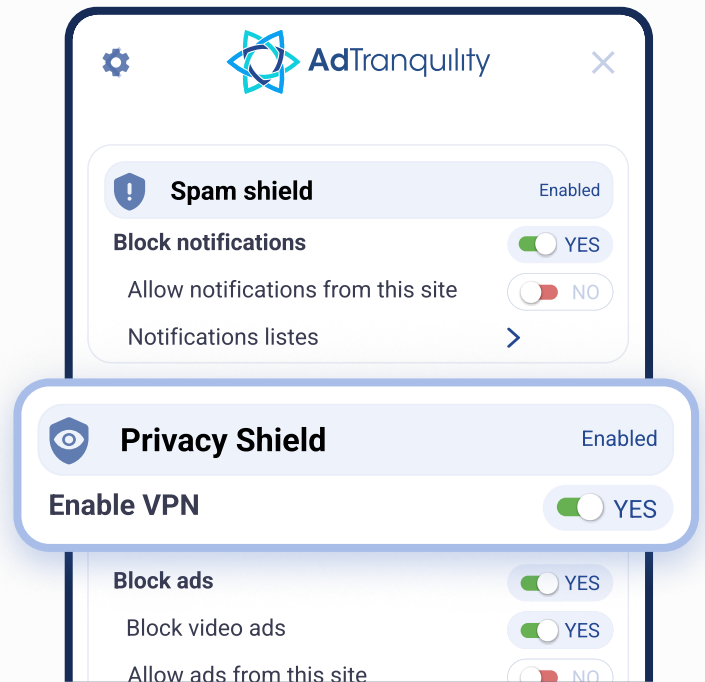 AdTranquility
Spam shield Enabled
Block notifications YES
Allow notifications from this site NO
Notifications listes
Privacy Shield Enabled
Enable VPN YES
Block ads YES
Block video ads YES
Allow ads from this site NO